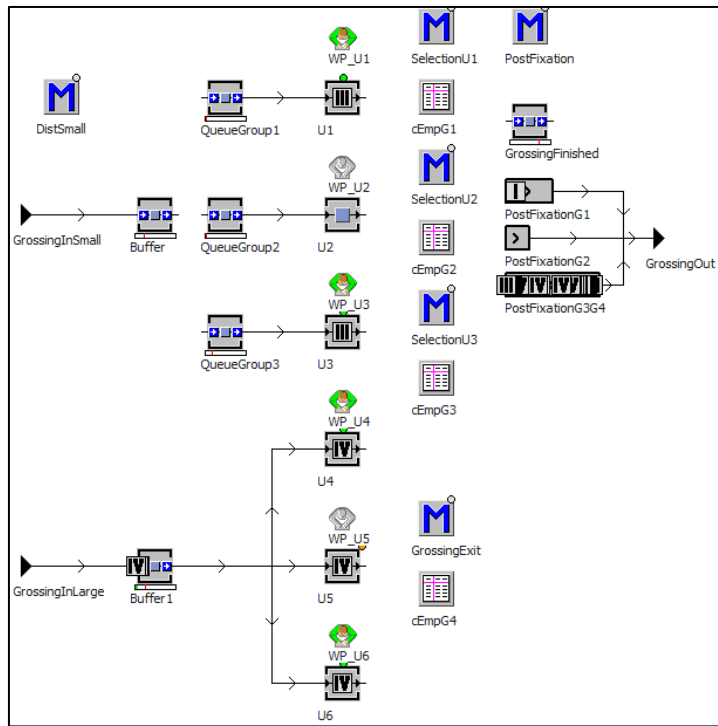 WP_U1
SelectionU1
PostFixation
DistSmall
QueueGroup1
U1
cEmpG1
GrossingFinished
WP_U2
SelectionU2
PostFixationG1
GrossingInSmall
Buffer
QueueGroup2
U2
cEmpG2
PostFixationG2
GrossingOut
WP_U3
SelectionU3
PostFixationG3G4
QueueGroup3
U3
cEmpG3
WP_U4
U4
WP_U5
GrossingExit
GrossingInLarge
Buffer1
U5
cEmpG4
WP_U6
U6